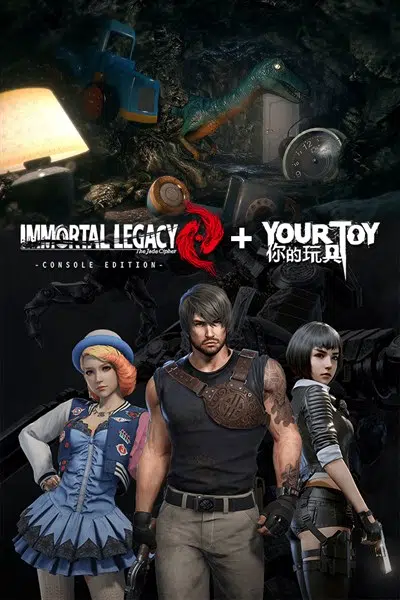 IMMORTAL LEGACY
The Jade Cipher
-CONSOLE EDITION-
+
YOUR TOY
你的玩具